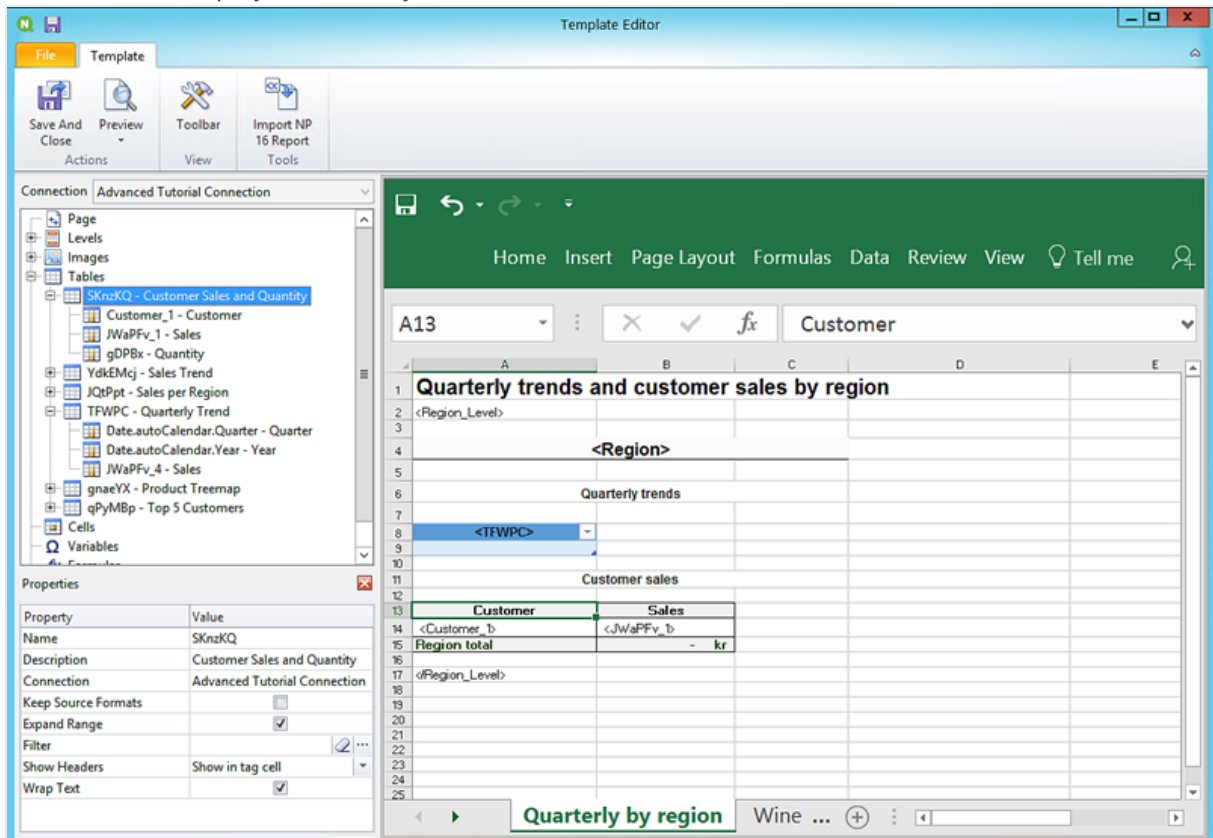 Template Editor
File Template
Save And Close
Preview
Toolbar
Import NP 16 Report
Actions
View
Tools
Connection Advanced Tutorial Connection
Page
Levels
Images
Tables
SKnzKQ - Customer Sales and Quantity
Customer_1 - Customer
JWaPFv_1 - Sales
gDPBx - Quantity
YdkEMcj - Sales Trend
JQtPpt - Sales per Region
TFWPC - Quarterly Trend
Date.autoCalendar.Quarter - Quarter
Date.autoCalendar.Year - Year
JWaPFv_4 - Sales
gnaeYX - Product Treemap
qPyMBp - Top 5 Customers
Cells
Variables
Properties
Property Value
Name SKnzKQ
Description Customer Sales and Quantity
Connection Advanced Tutorial Connection
Keep Source Formats
Expand Range
Filter
Show Headers Show in tag cell
Wrap Text
Home Insert Page Layout Formulas Data Review View Tell me
A13 fx Customer
A B C D E
1 Quarterly trends and customer sales by region
2 <Region_Level>
3
4 <Region>
5
6 Quarterly trends
7
8 <TFWPC>
9
10
11 Customer sales
12
13 Customer Sales
14 <Customer_1> <JWaPFv_1>
15 Region total - kr
16
17 </Region_Level>
18
19
20
21
22
23
24
25
Quarterly by region Wine ...